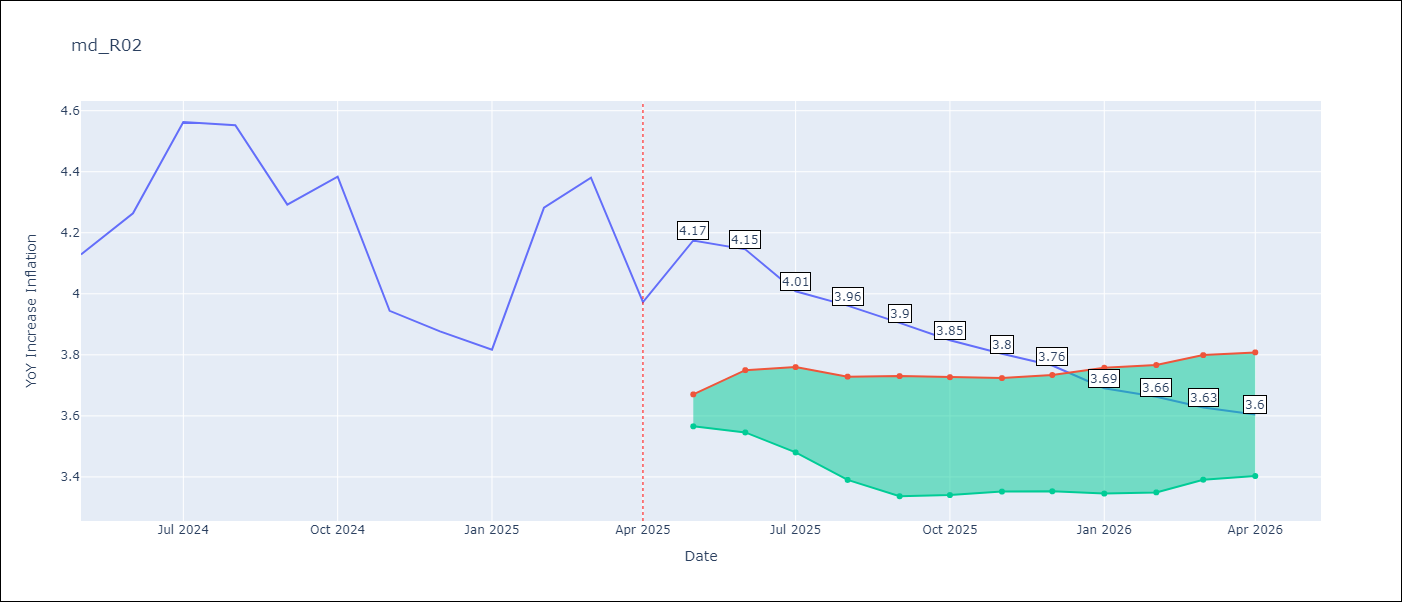 md_R02
4.6
4.4
4.2
4
3.8
3.6
3.4
YoY Increase Inflation
4.17
4.15
4.01
3.96
3.9
3.85
3.8
3.76
3.69
3.66
3.63
3.6
Jul 2024
Oct 2024
Jan 2025
Apr 2025
Jul 2025
Oct 2025
Jan 2026
Apr 2026
Date